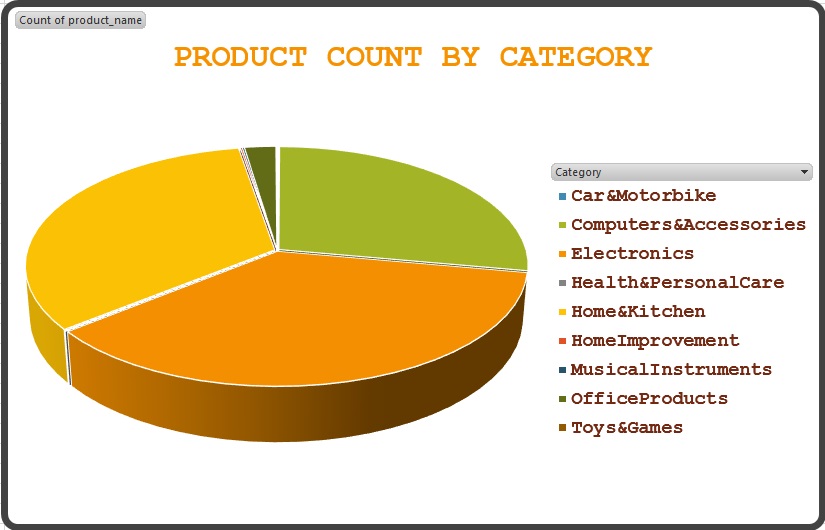 Count of product_name
PRODUCT COUNT BY CATEGORY
Category
Car&Motorbike
Computers&Accessories
Electronics
Health&PersonalCare
Home&Kitchen
HomeImprovement
MusicalInstruments
OfficeProducts
Toys&Games